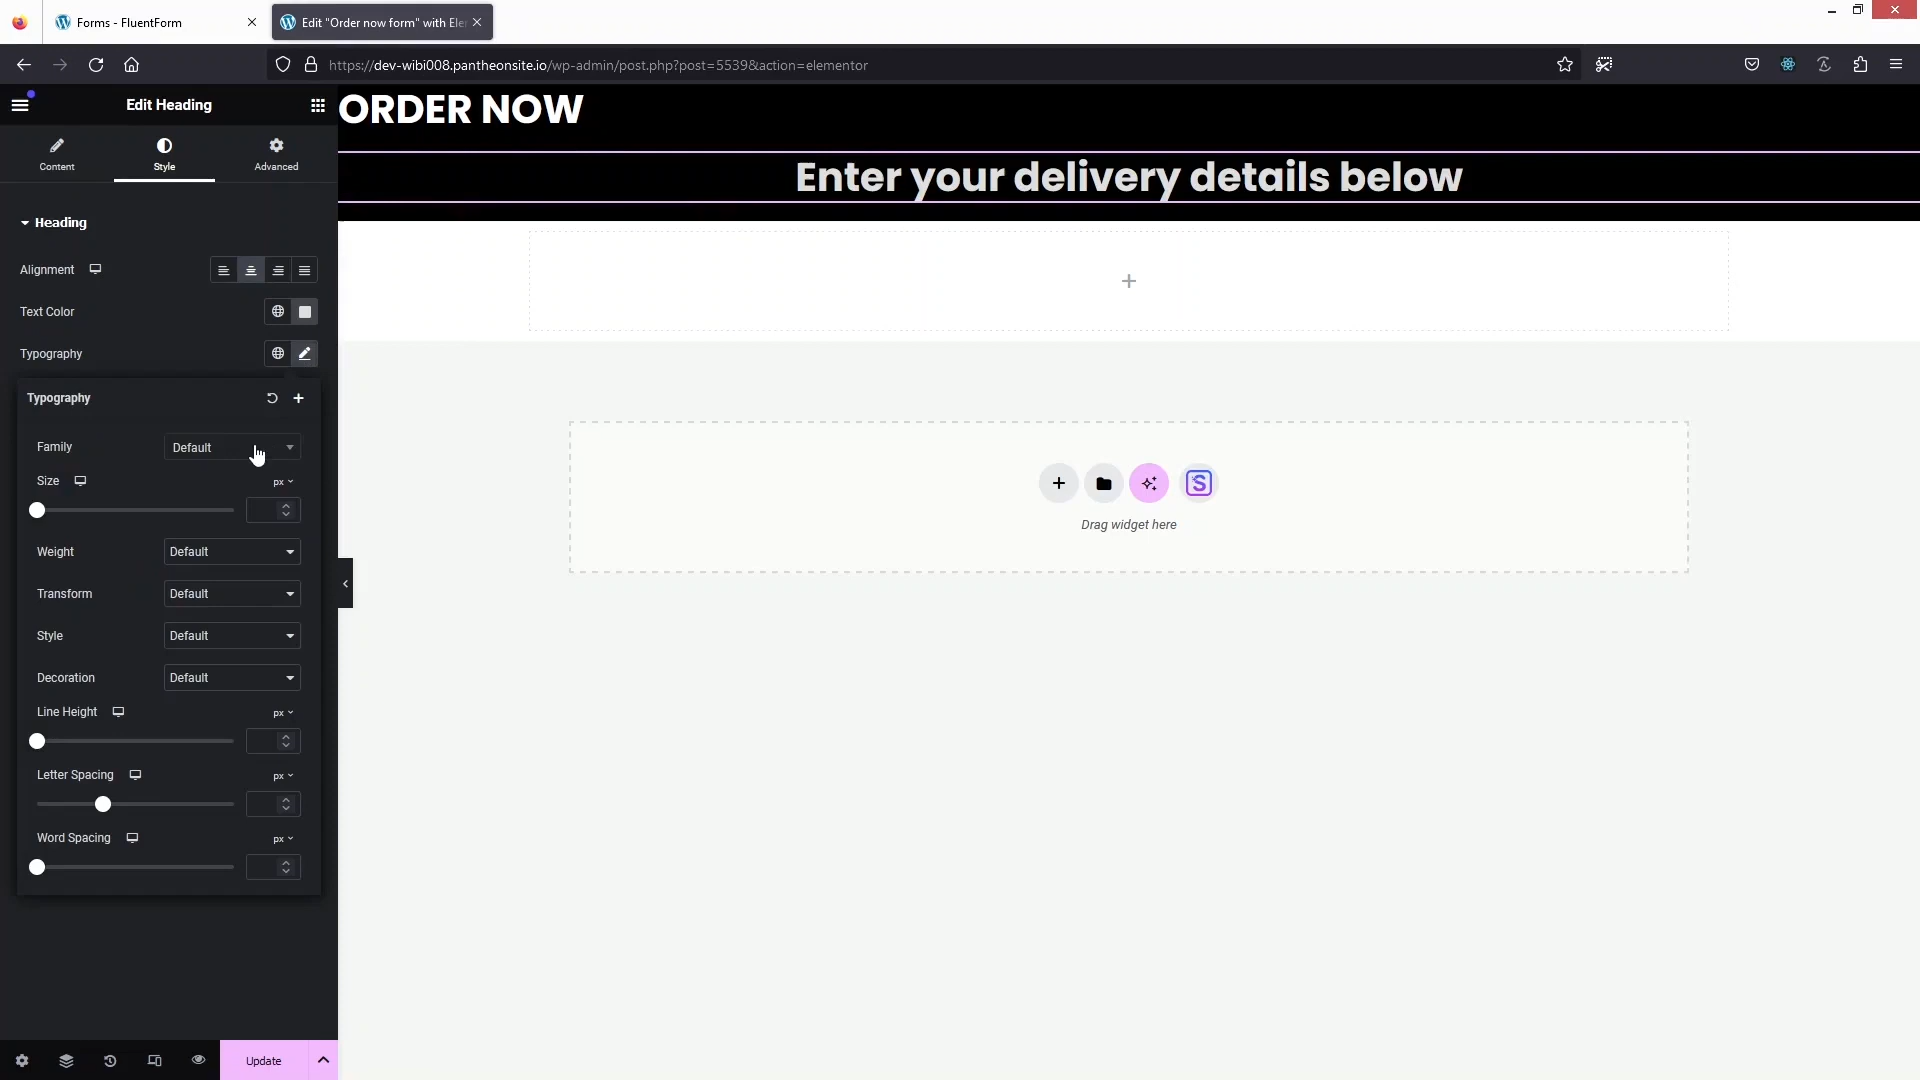 Forms - FluentForm
Edit "Order now form" with Ele
https://dev-wibi008.pantheonsite.io/wp-admin/post.php?post=5539&action=elementor
Edit Heading
Content
Style
Advanced
Heading
Alignment
Text Color
Typography
Typography
Family
Default
Size
px
Weight
Default
Transform
Default
Style
Default
Decoration
Default
Line Height
px
Letter Spacing
px
Word Spacing
px
Update
ORDER NOW
Enter your delivery details below
Drag widget here